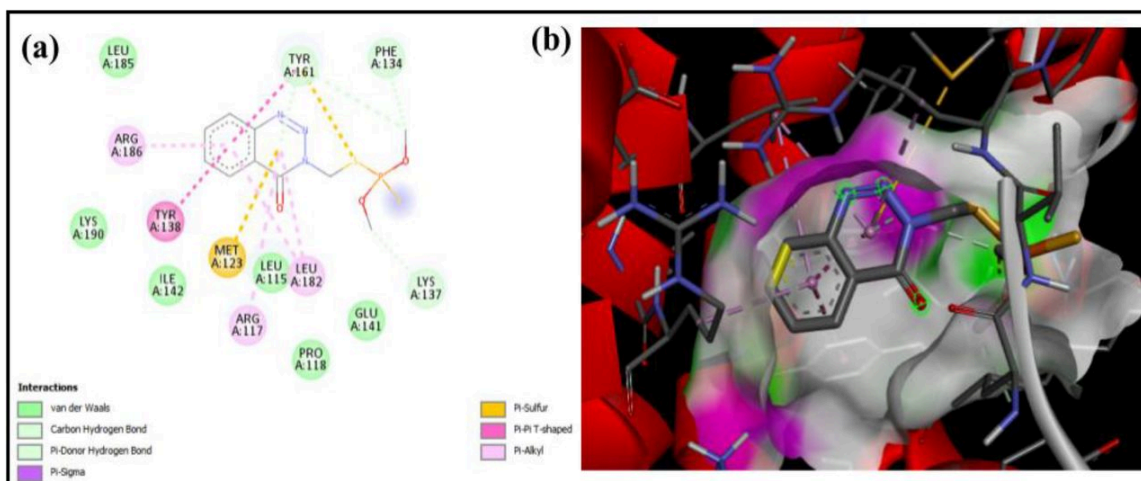 (a)
(b)
LEU
A:185
TYR
A:161
PHE
A:134
ARG
A:186
N
N
N
S
O
P
O
O
S
LYS
A:190
TYR
A:138
MET
A:123
ILE
A:142
LEU
A:115
LEU
A:182
LYS
A:137
ARG
A:117
GLU
A:141
PRO
A:118
Interactions
van der Waals
Carbon Hydrogen Bond
Pi-Donor Hydrogen Bond
Pi-Sigma
Pi-Sulfur
Pi-Pi T-shaped
Pi-Alkyl